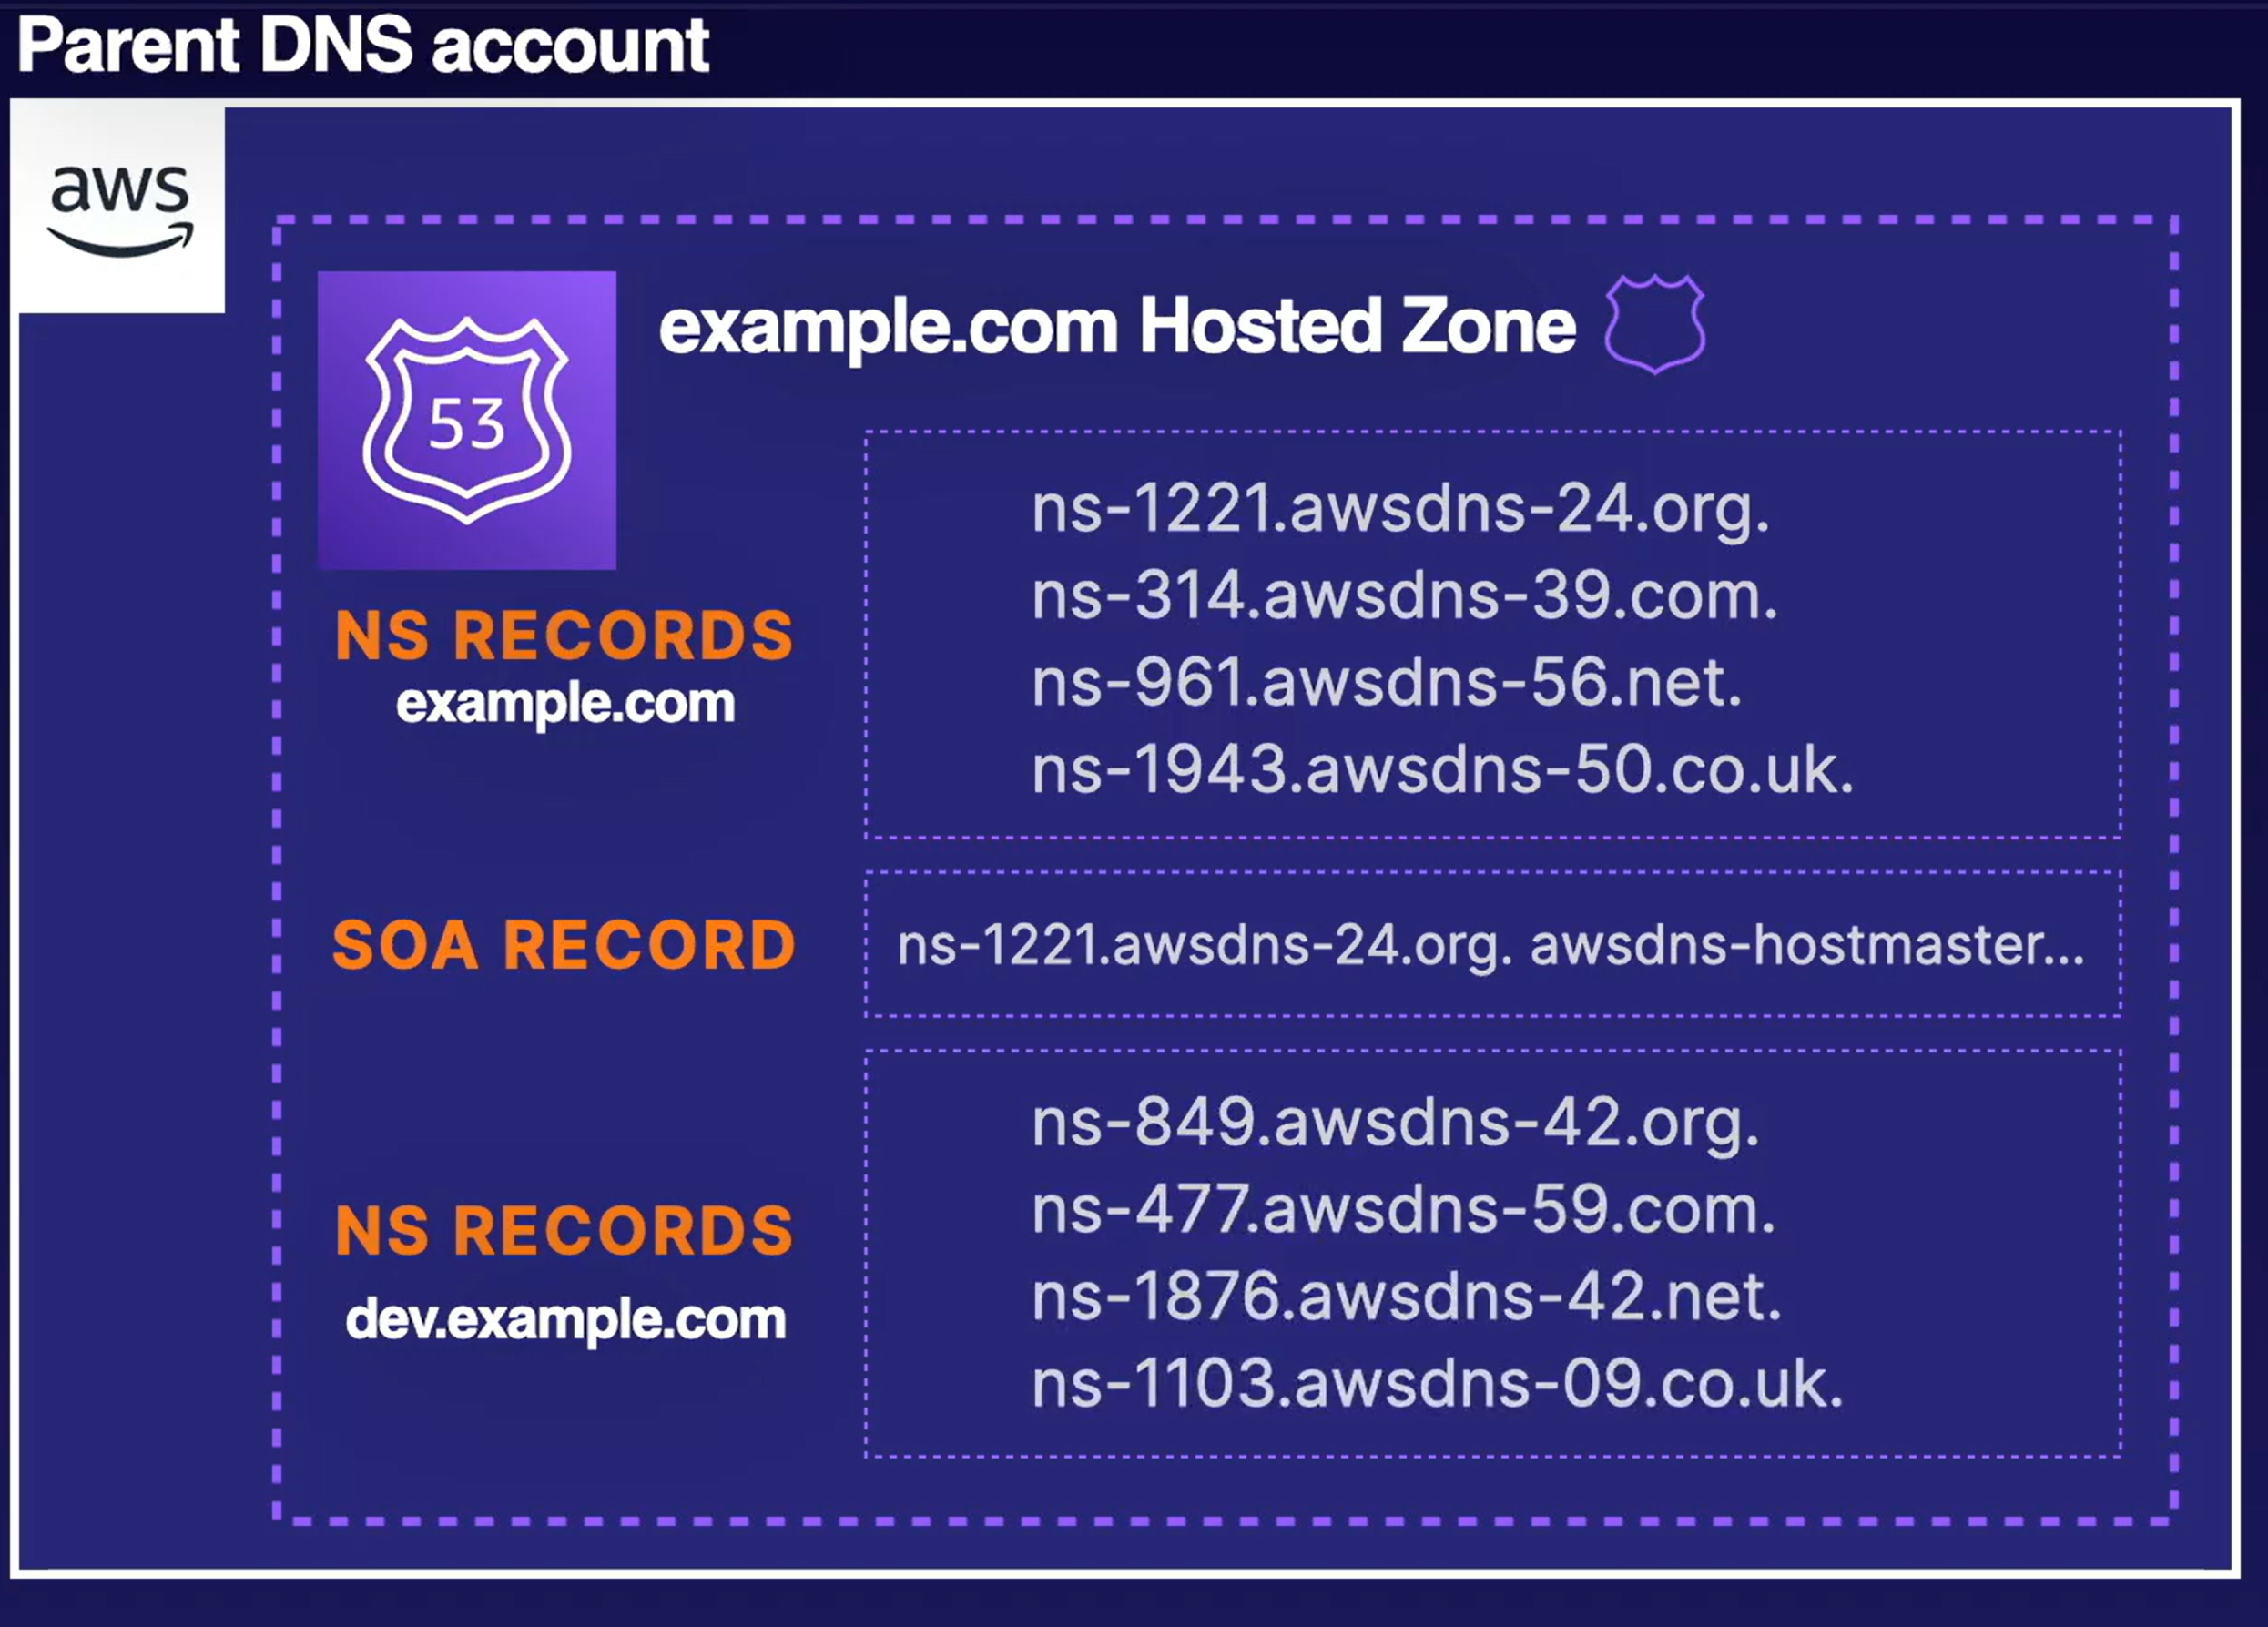 Parent DNS account
aws
53
example.com Hosted Zone
NS RECORDS
example.com
ns-1221.awsdns-24.org.
ns-314.awsdns-39.com.
ns-961.awsdns-56.net.
ns-1943.awsdns-50.co.uk.
SOA RECORD
ns-1221.awsdns-24.org. awsdns-hostmaster...
NS RECORDS
dev.example.com
ns-849.awsdns-42.org.
ns-477.awsdns-59.com.
ns-1876.awsdns-42.net.
ns-1103.awsdns-09.co.uk.